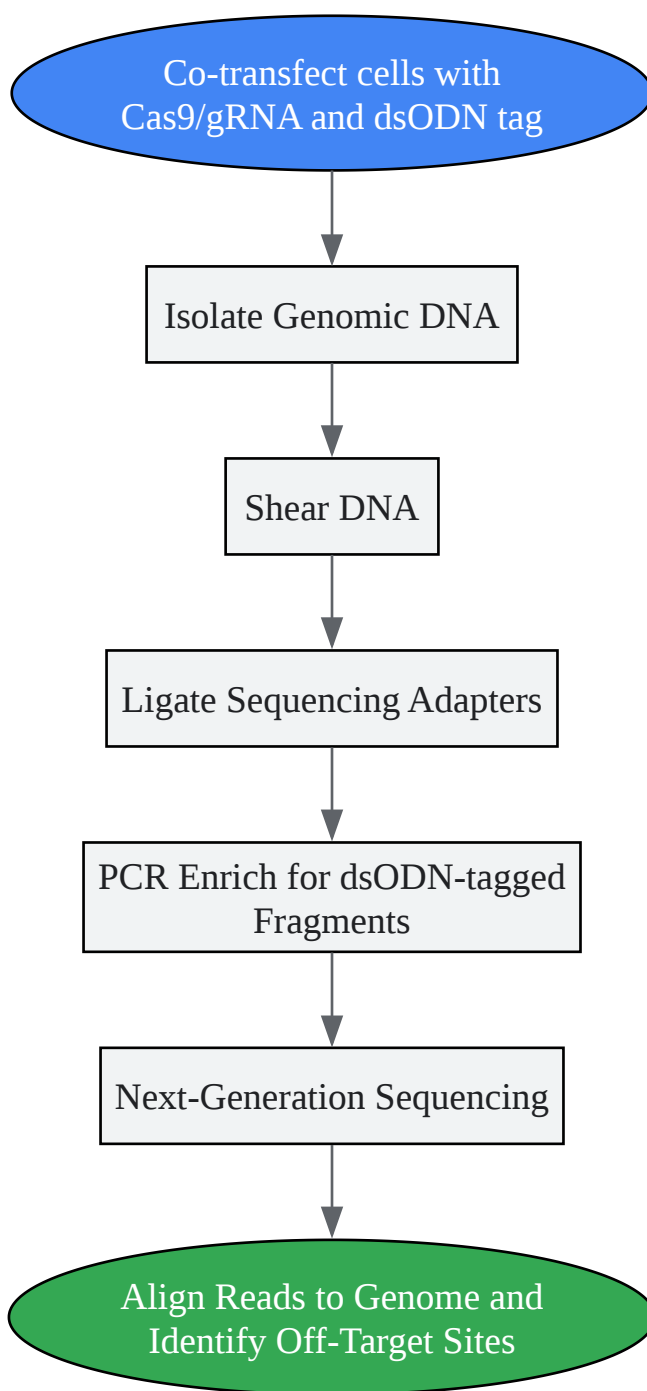 Co-transfect cells with
Cas9/gRNA and dsODN tag
Isolate Genomic DNA
Shear DNA
Ligate Sequencing Adapters
PCR Enrich for dsODN-tagged
Fragments
Next-Generation Sequencing
Align Reads to Genome and
Identify Off-Target Sites